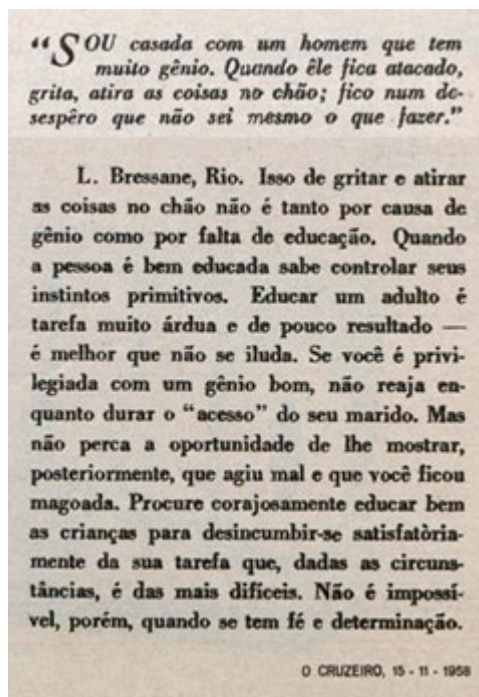 “SOU casada com um homem que tem
muito gênio. Quando êle fica atacado,
grita, atira as coisas no chão; fico num de-
sespêro que não sei mesmo o que fazer.”
L. Bressane, Rio. Isso de gritar e atirar
as coisas no chão não é tanto por causa de
gênio como por falta de educação. Quando
a pessoa é bem educada sabe controlar seus
instintos primitivos. Educar um adulto é
tarefa muito árdua e de pouco resultado —
é melhor que não se iluda. Se você é privi-
legiada com um gênio bom, não reaja en-
quanto durar o “acesso” do seu marido. Mas
não perca a oportunidade de lhe mostrar,
posteriormente, que agiu mal e que você ficou
magoada. Procure corajosamente educar bem
as crianças para desincumbir-se satisfatòria-
mente da sua tarefa que, dadas as circuns-
tâncias, é das mais difíceis. Não é impossí-
vel, porém, quando se tem fé e determinação.
O CRUZEIRO, 15 - 11 - 1958